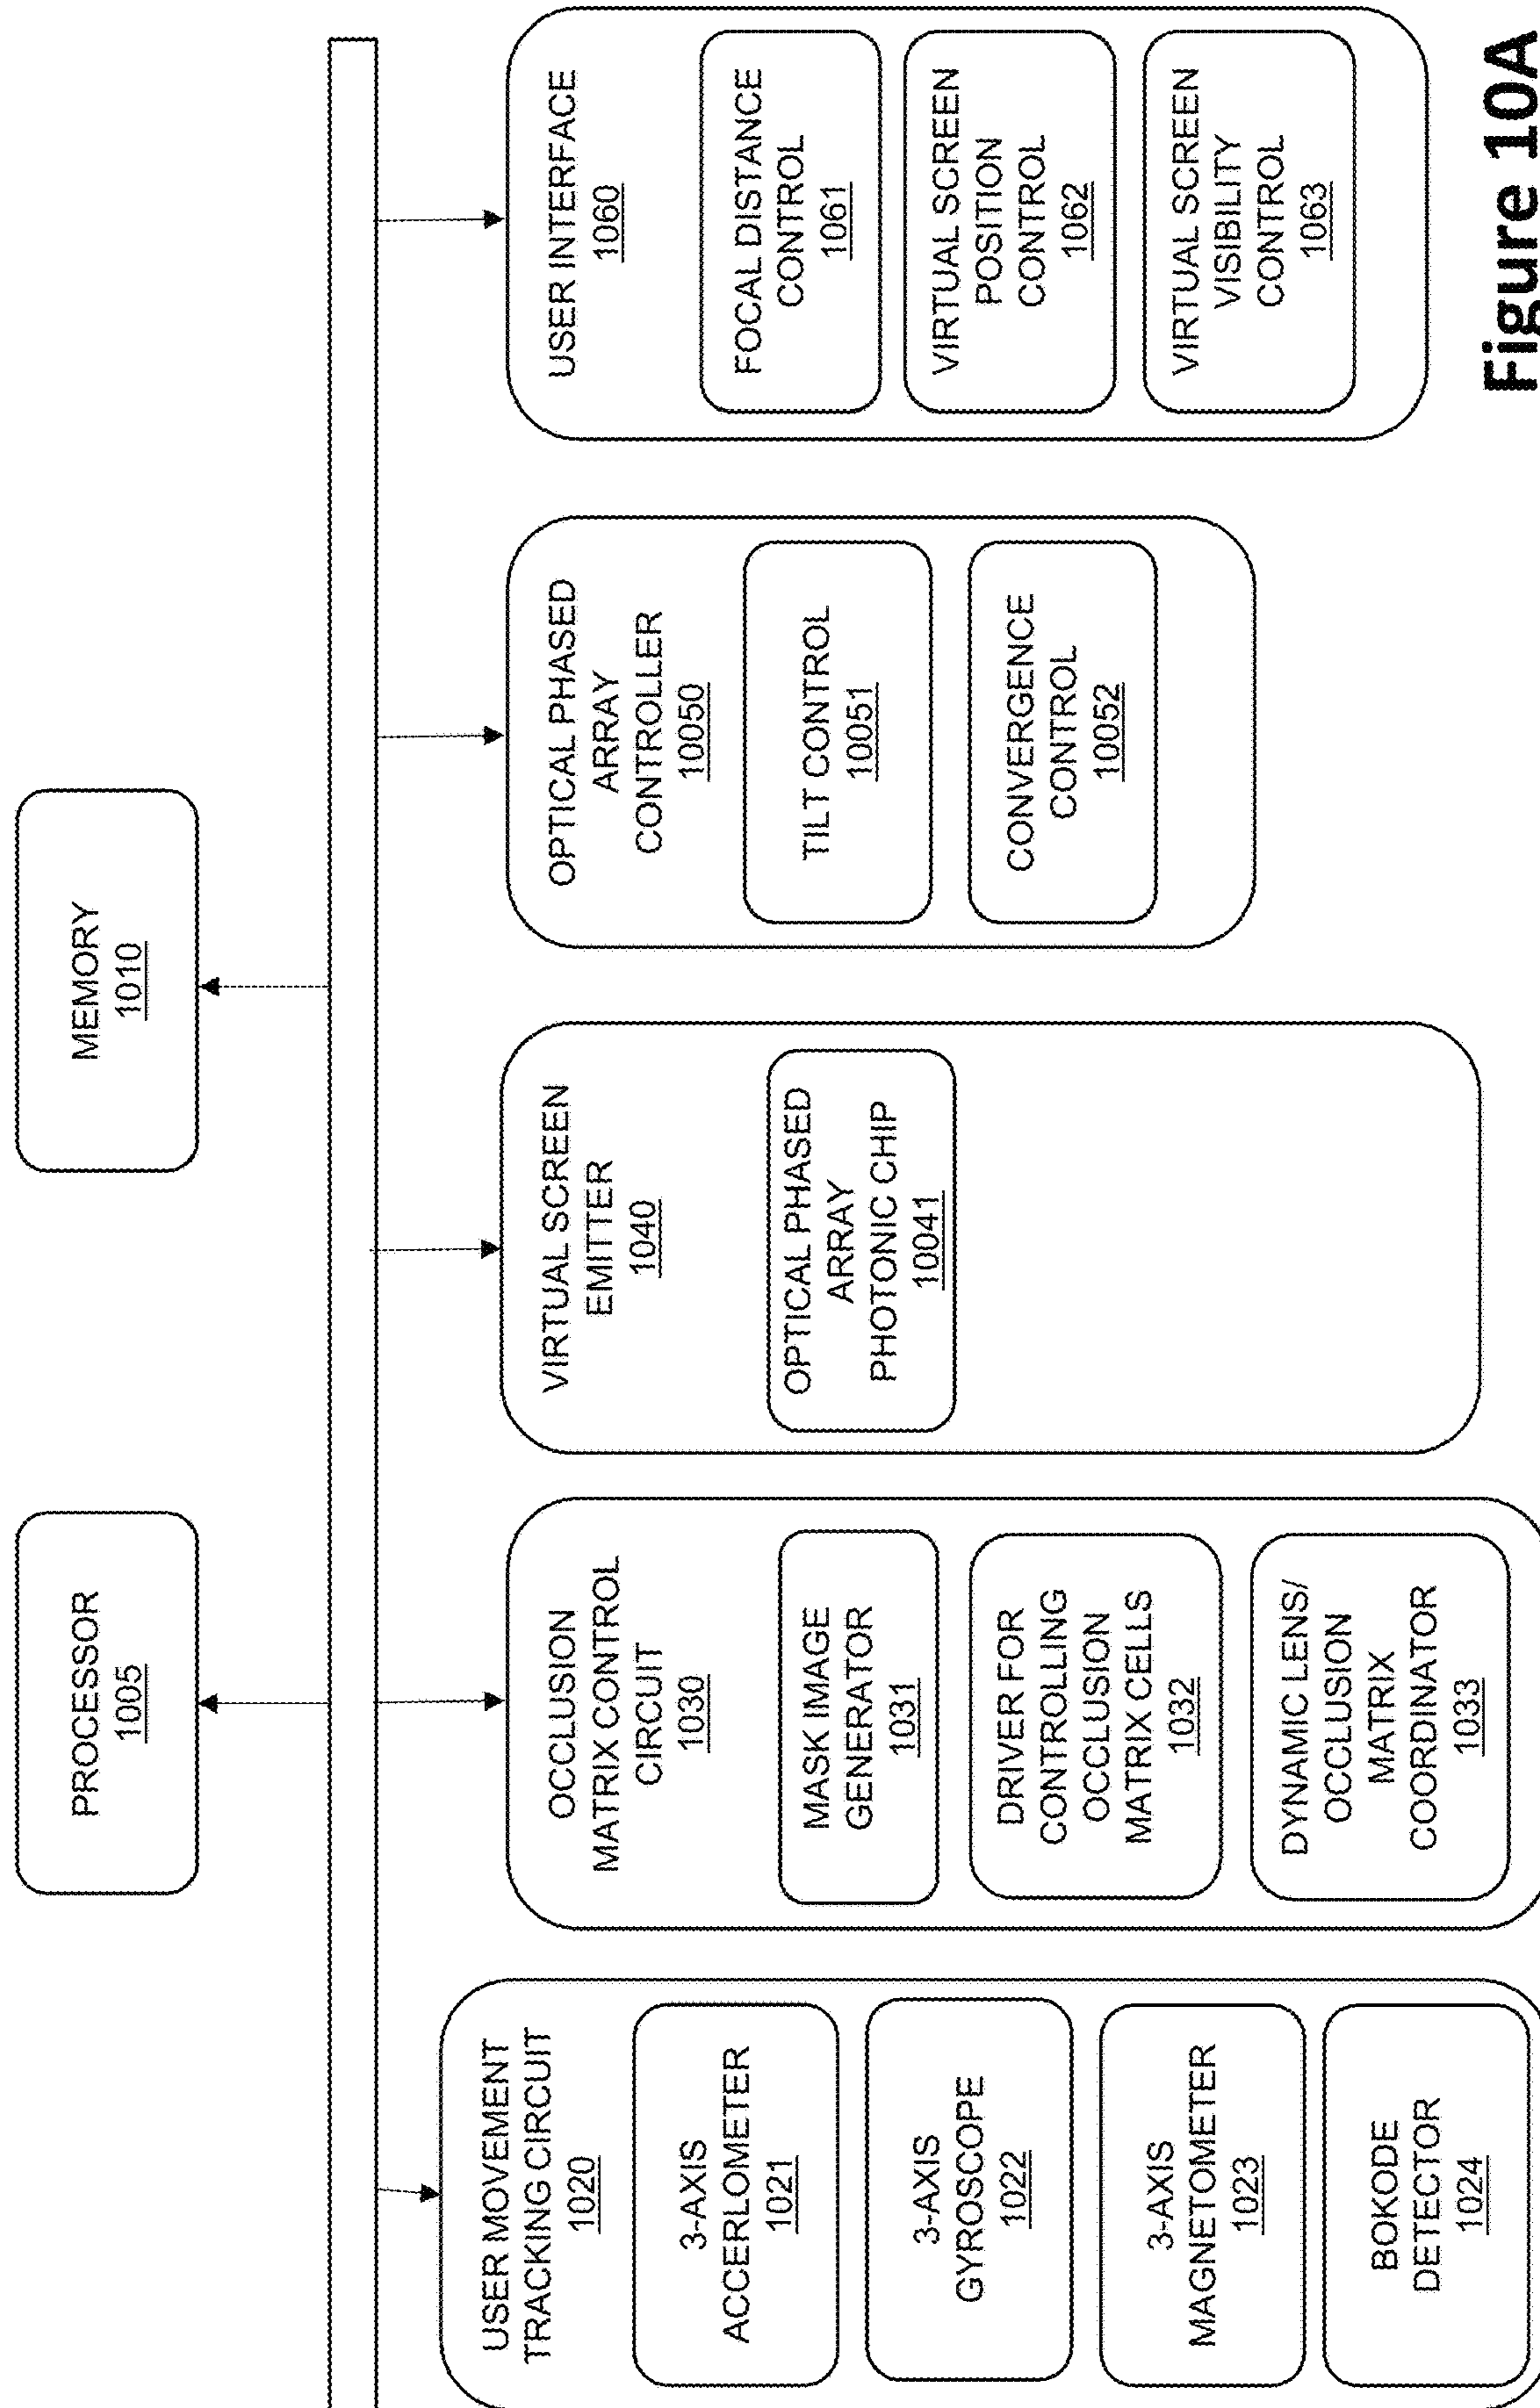 PROCESSOR
1005
MEMORY
1010
USER MOVEMENT
TRACKING CIRCUIT
1020
3-AXIS
ACCERLOMETER
1021
3-AXIS
GYROSCOPE
1022
3-AXIS
MAGNETOMETER
1023
BOKODE
DETECTOR
1024
OCCLUSION
MATRIX CONTROL
CIRCUIT
1030
MASK IMAGE
GENERATOR
1031
DRIVER FOR
CONTROLLING
OCCLUSION
MATRIX CELLS
1032
DYNAMIC LENS/
OCCLUSION
MATRIX
COORDINATOR
1033
VIRTUAL SCREEN
EMITTER
1040
OPTICAL PHASED
ARRAY
PHOTONIC CHIP
10041
OPTICAL PHASED
ARRAY
CONTROLLER
10050
TILT CONTROL
10051
CONVERGENCE
CONTROL
10052
USER INTERFACE
1060
FOCAL DISTANCE
CONTROL
1061
VIRTUAL SCREEN
POSITION
CONTROL
1062
VIRTUAL SCREEN
VISIBILITY
CONTROL
1063
Figure 10A